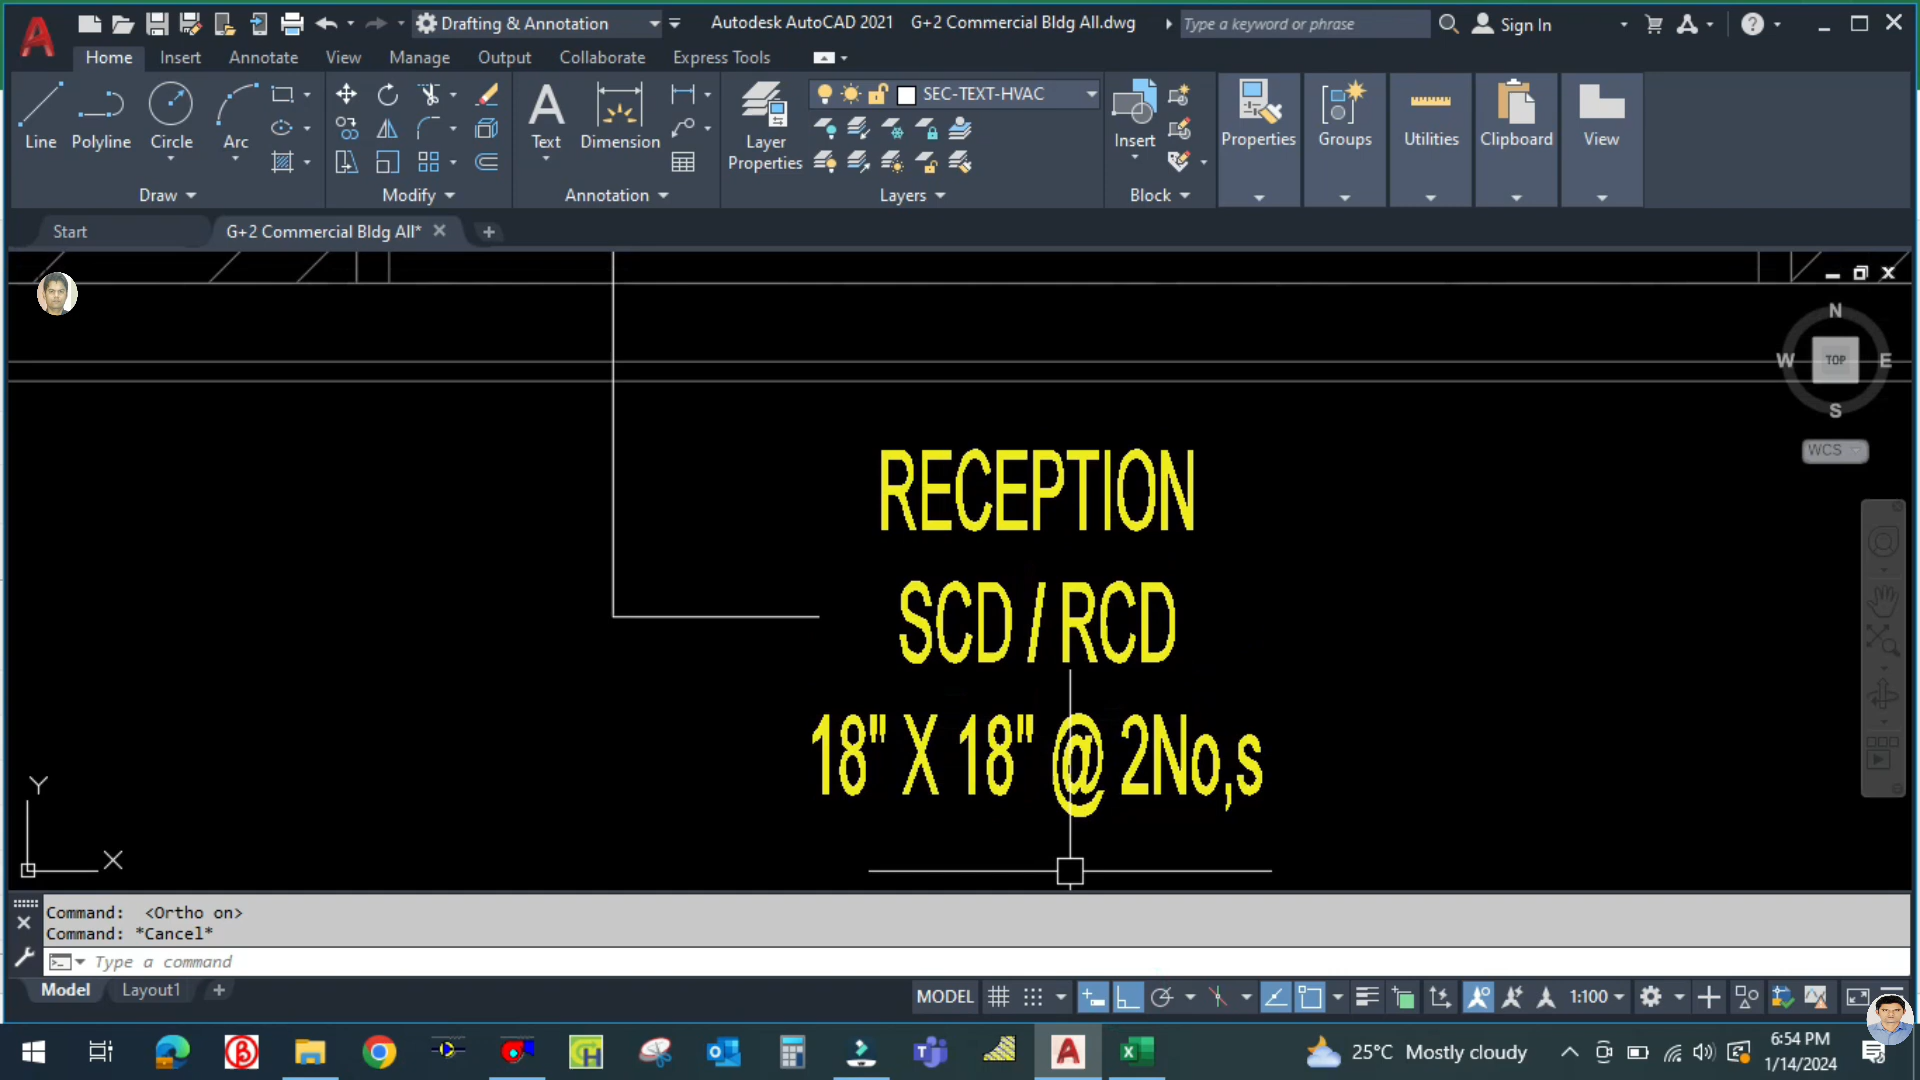 Drafting & Annotation
Autodesk AutoCAD 2021 G+2 Commercial Bldg All.dwg
Type a keyword or phrase
Sign In
Home Insert Annotate View Manage Output Collaborate Express Tools
SEC-TEXT-HVAC
Line Polyline Circle Arc
Text Dimension
Layer Properties
Insert
Properties Groups Utilities Clipboard View
Draw Modify Annotation Layers Block
Start G+2 Commercial Bldg All*
N
W TOP E
S
WCS
RECEPTION
SCD / RCD
18" X 18" @ 2No,s
Y
X
Command: <Ortho on>
Command: *Cancel*
Type a command
Model Layout1
MODEL 1:100
25°C Mostly cloudy
6:54 PM
1/14/2024